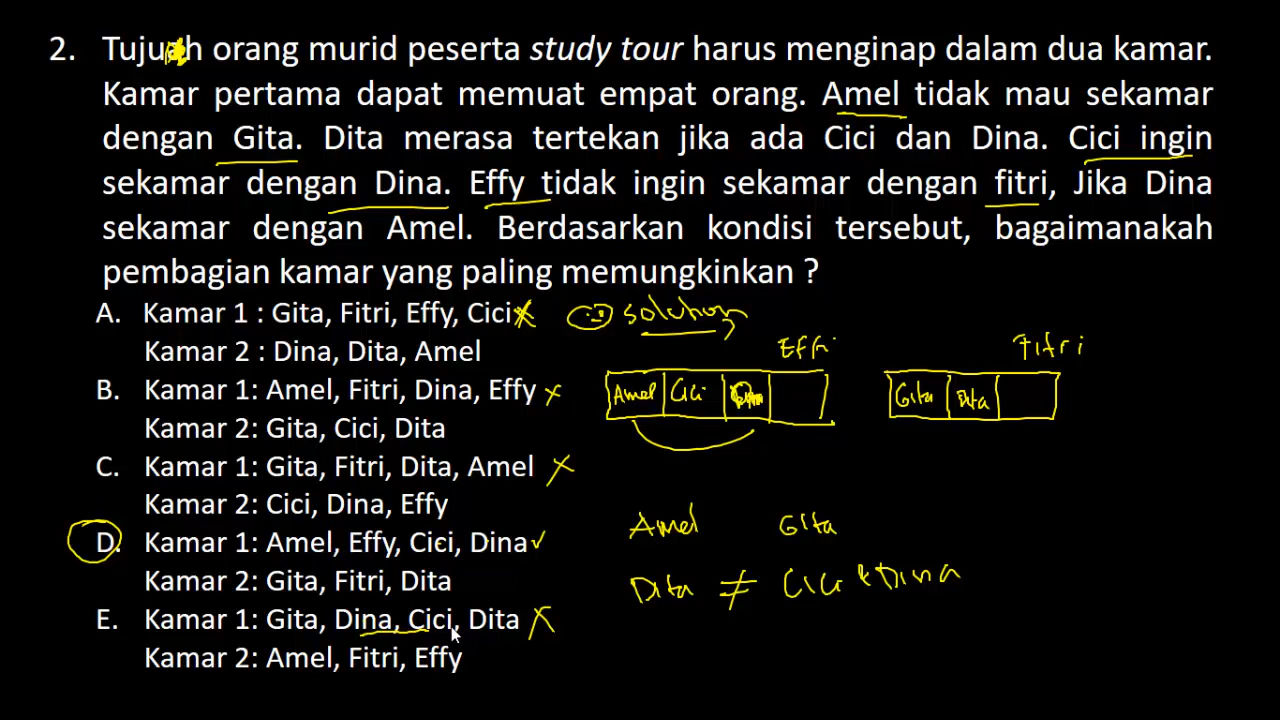 2. Tujuah orang murid peserta study tour harus menginap dalam dua kamar.
Kamar pertama dapat memuat empat orang. Amel tidak mau sekamar
dengan Gita. Dita merasa tertekan jika ada Cici dan Dina. Cici ingin
sekamar dengan Dina. Effy tidak ingin sekamar dengan fitri, Jika Dina
sekamar dengan Amel. Berdasarkan kondisi tersebut, bagaimanakah
pembagian kamar yang paling memungkinkan ?
A. Kamar 1 : Gita, Fitri, Effy, Cici
Kamar 2 : Dina, Dita, Amel
B. Kamar 1: Amel, Fitri, Dina, Effy
Kamar 2: Gita, Cici, Dita
C. Kamar 1: Gita, Fitri, Dita, Amel
Kamar 2: Cici, Dina, Effy
D. Kamar 1: Amel, Effy, Cici, Dina
Kamar 2: Gita, Fitri, Dita
E. Kamar 1: Gita, Dina, Cici, Dita
Kamar 2: Amel, Fitri, Effy
solution
Effi Fitri
Amel Cici Gita Dita
Amel Gita
Dita ≠ Cici & Dina